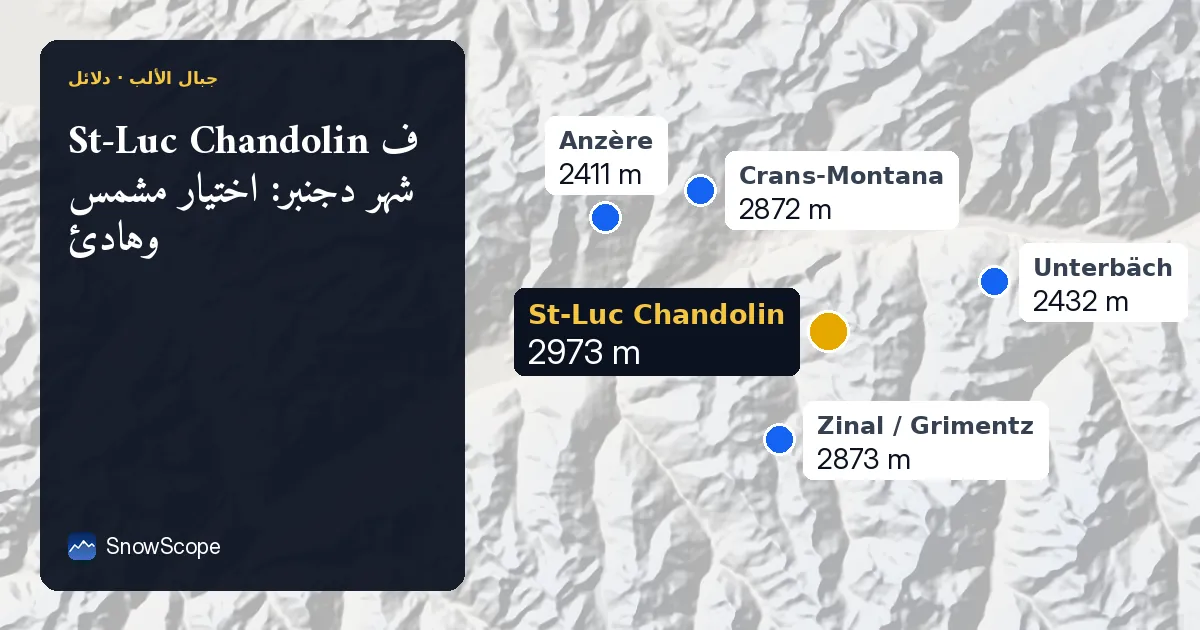 جبال الألب · دلائل
St-Luc Chandolin ف
شهر دجنبر: اختيار مشمس
وهادئ
SnowScope
Anzère
2411 m
Crans-Montana
2872 m
Unterbäch
2432 m
St-Luc Chandolin
2973 m
Zinal / Grimentz
2873 m